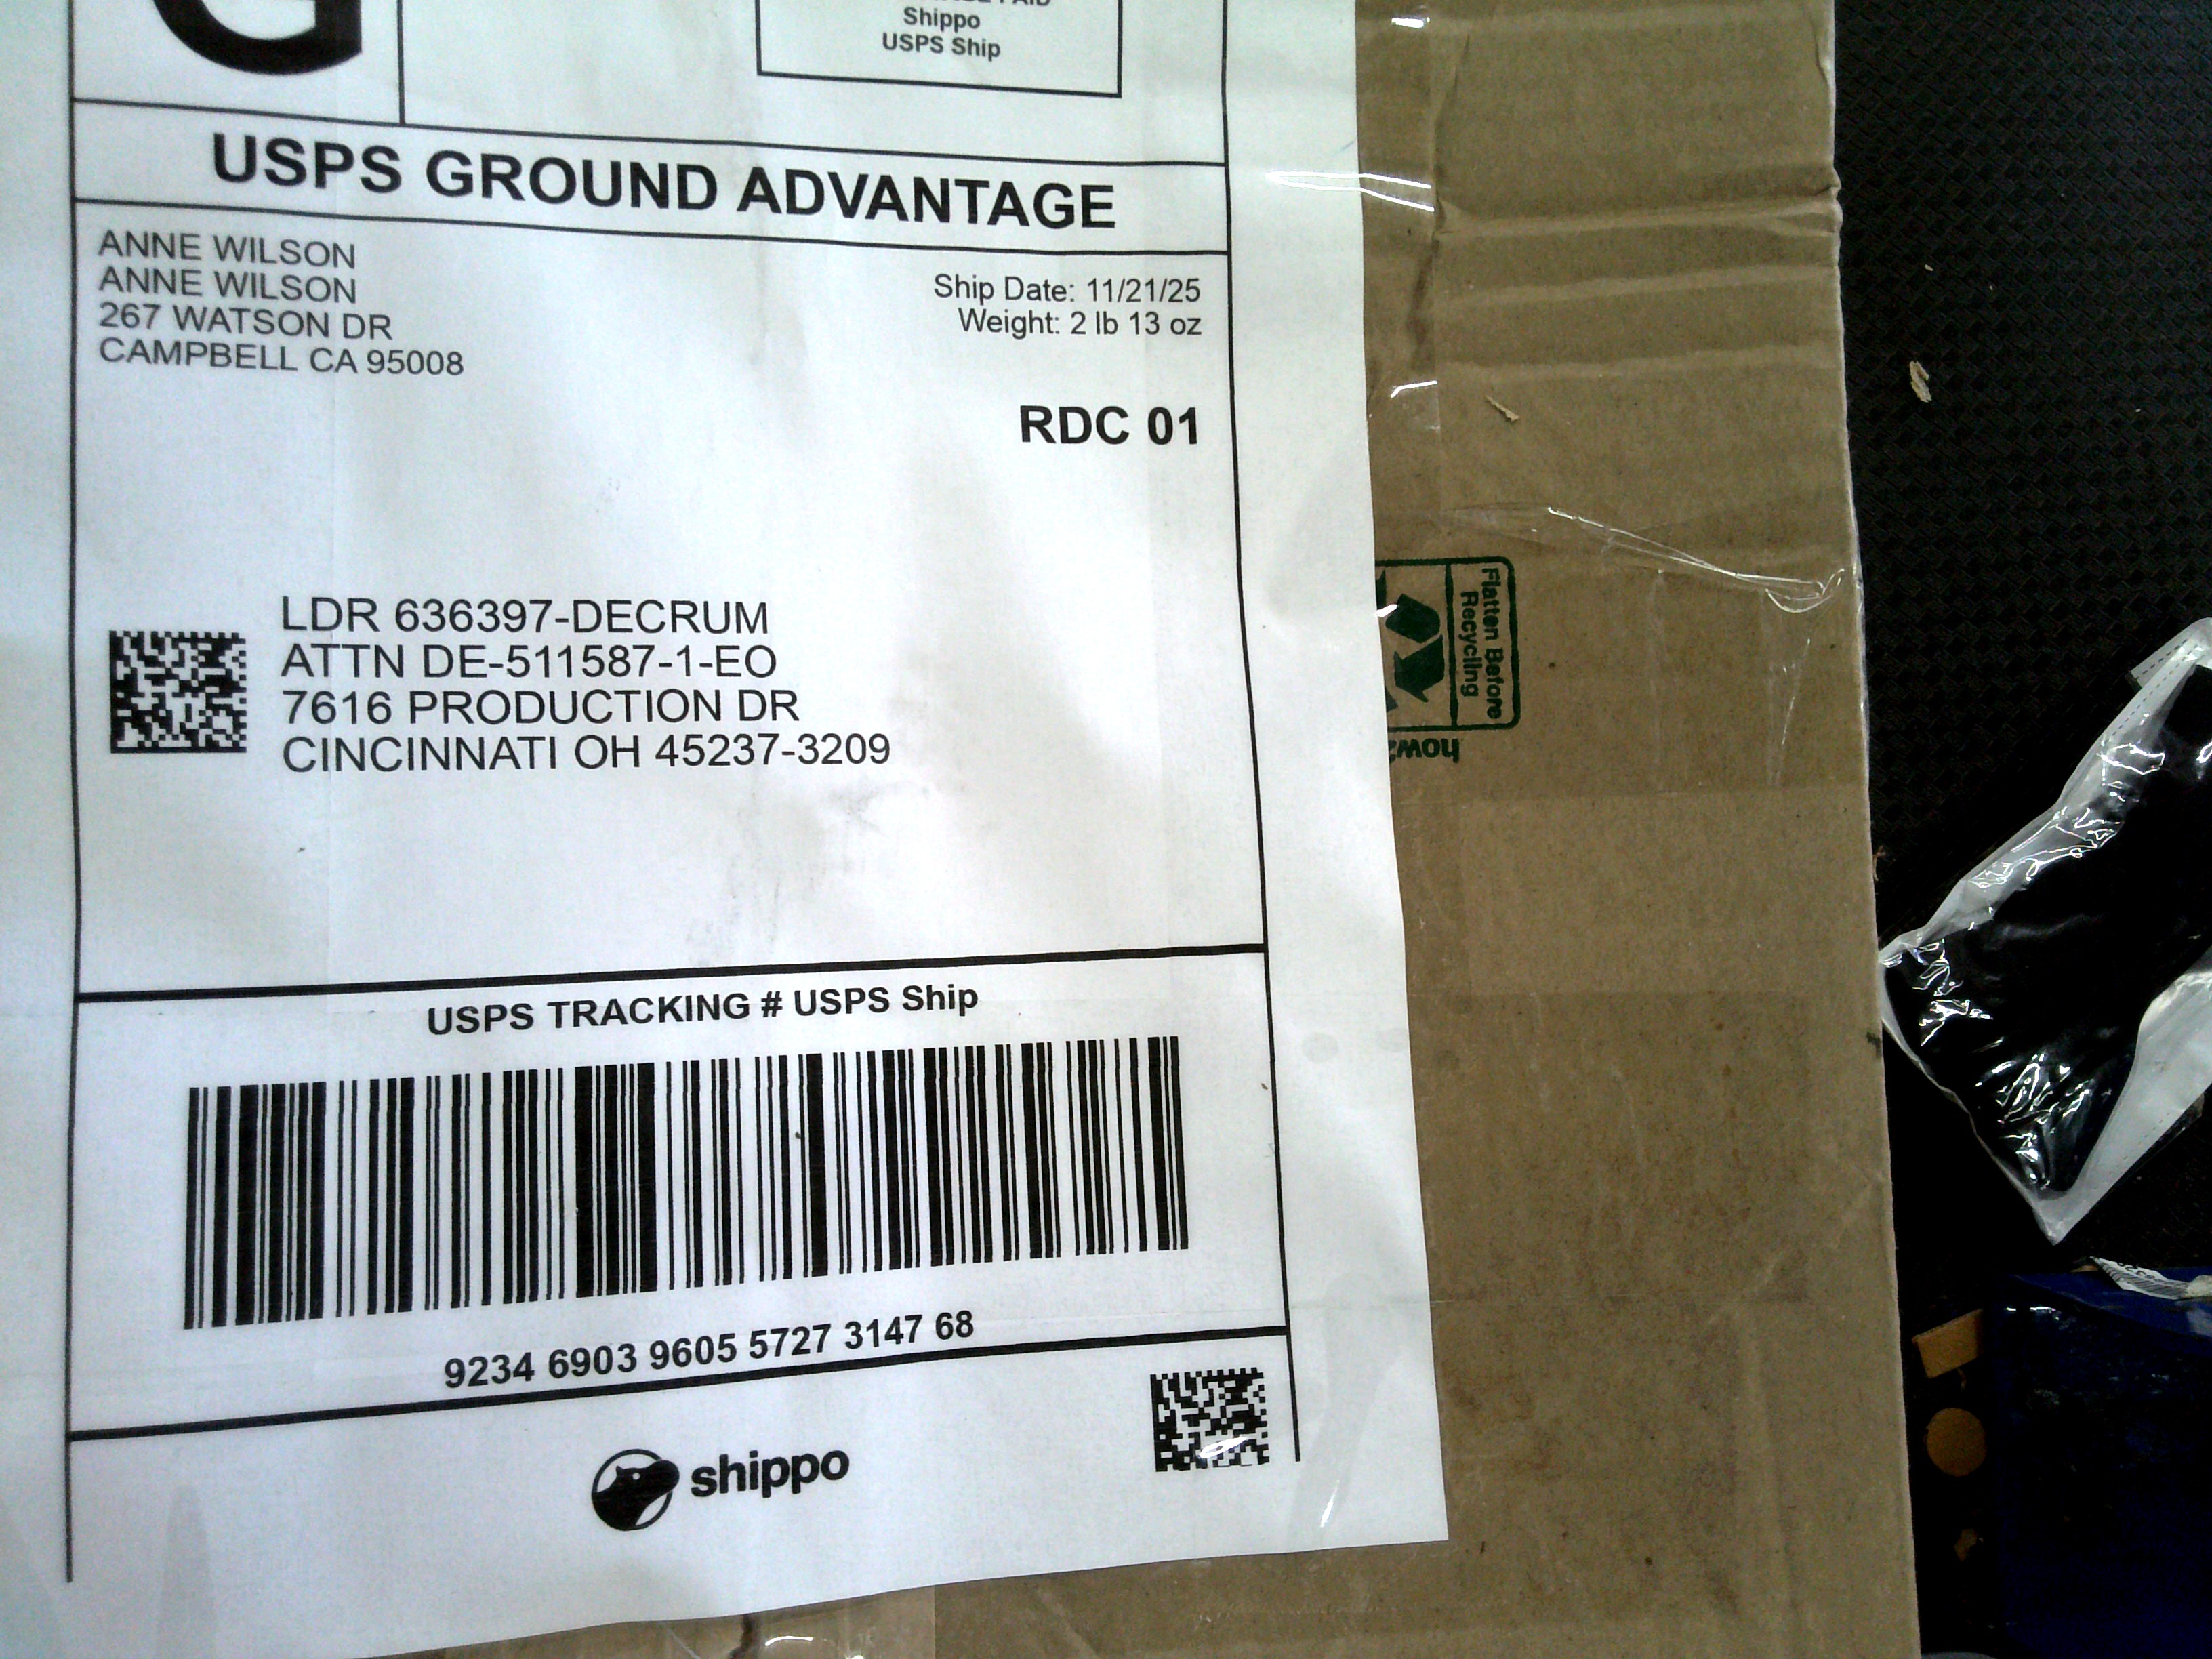 G
Shippo
USPS Ship
USPS GROUND ADVANTAGE
ANNE WILSON
ANNE WILSON
267 WATSON DR
CAMPBELL CA 95008
Ship Date: 11/21/25
Weight: 2 lb 13 oz
RDC 01
LDR 636397-DECRUM
ATTN DE-511587-1-EO
7616 PRODUCTION DR
CINCINNATI OH 45237-3209
USPS TRACKING # USPS Ship
9234 6903 9605 5727 3147 68
shippo
Flatten Before
Recycling